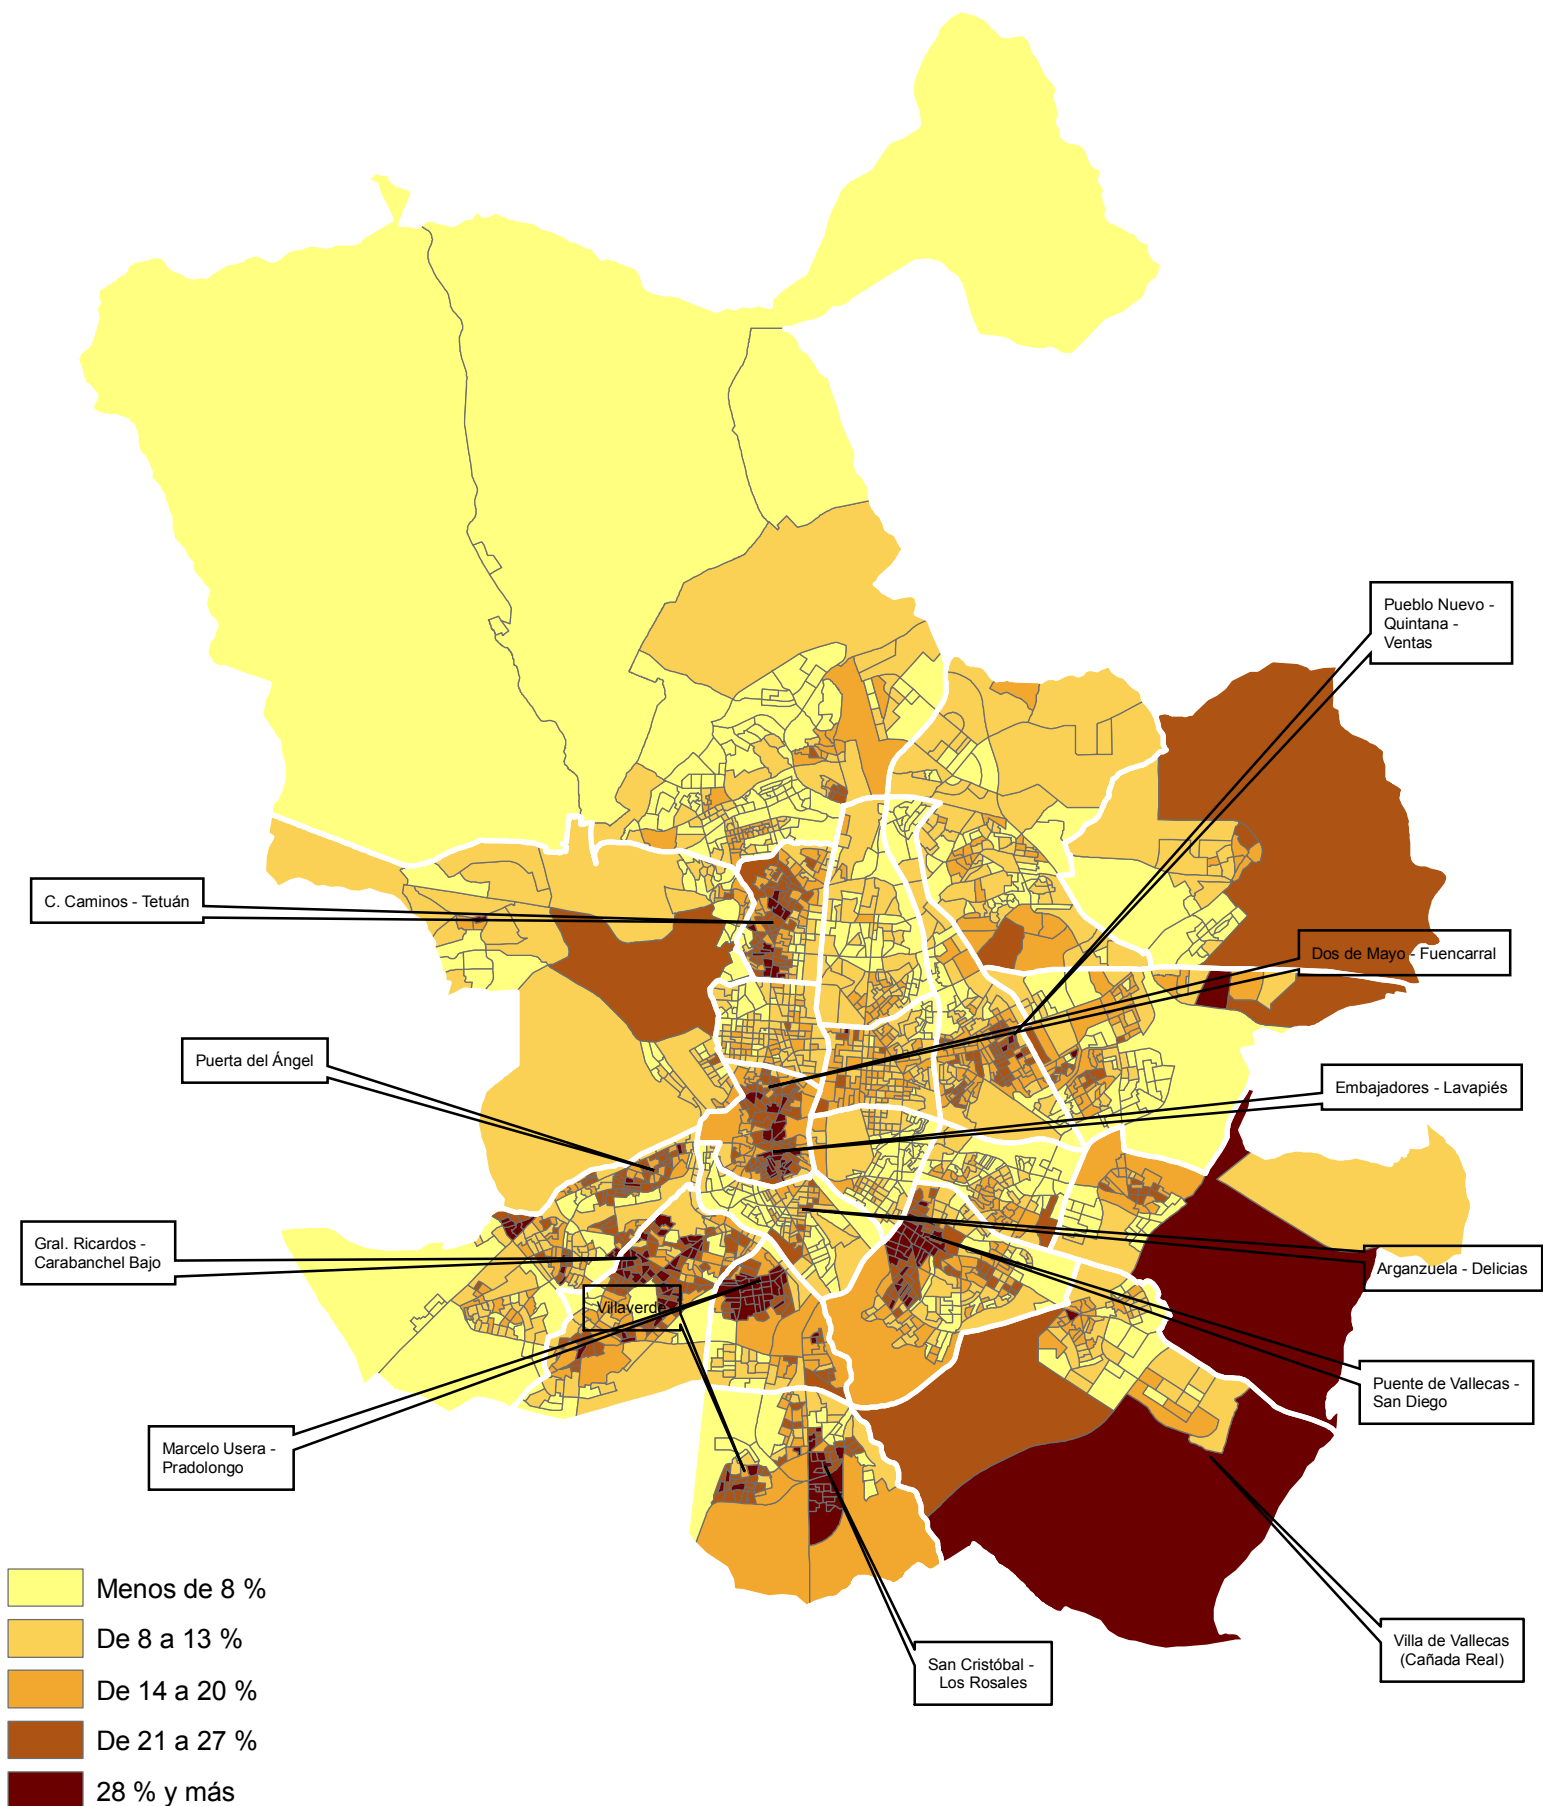 Pueblo Nuevo -
Quintana -
Ventas
C. Caminos - Tetuán
Dos de Mayo - Fuencarral
Puerta del Ángel
Embajadores - Lavapiés
Gral. Ricardos -
Carabanchel Bajo
Arganzuela - Delicias
Villaverde
Puente de Vallecas -
San Diego
Marcelo Usera -
Pradolongo
Villa de Vallecas
(Cañada Real)
San Cristóbal -
Los Rosales
Menos de 8 %
De 8 a 13 %
De 14 a 20 %
De 21 a 27 %
28 % y más